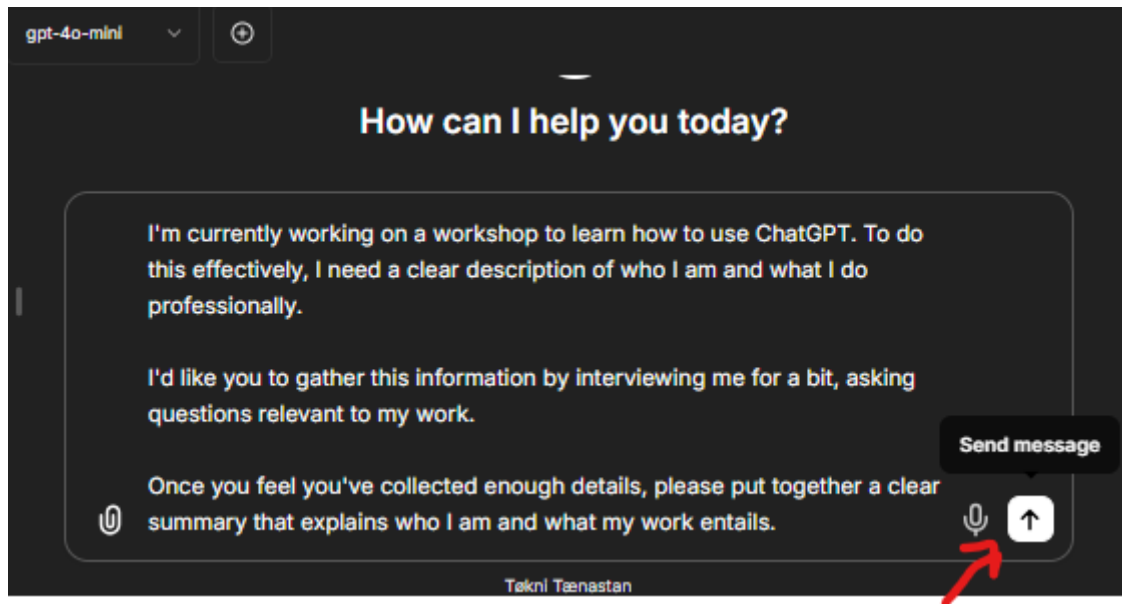 gpt-4o-mini
How can I help you today?
I'm currently working on a workshop to learn how to use ChatGPT. To do
this effectively, I need a clear description of who I am and what I do
professionally.
I'd like you to gather this information by interviewing me for a bit, asking
questions relevant to my work.
Send message
Once you feel you've collected enough details, please put together a clear
summary that explains who I am and what my work entails.
Tøkni Tænastan